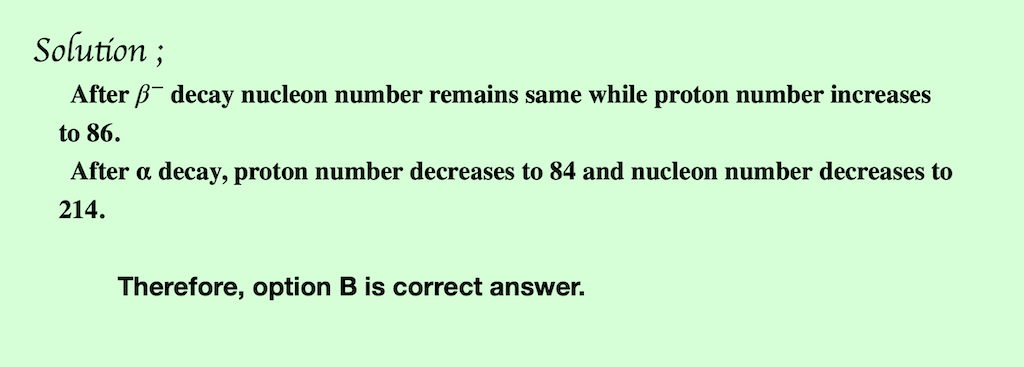 Solution ;
After β⁻ decay nucleon number remains same while proton number increases
to 86.
After α decay, proton number decreases to 84 and nucleon number decreases to
214.
Therefore, option B is correct answer.